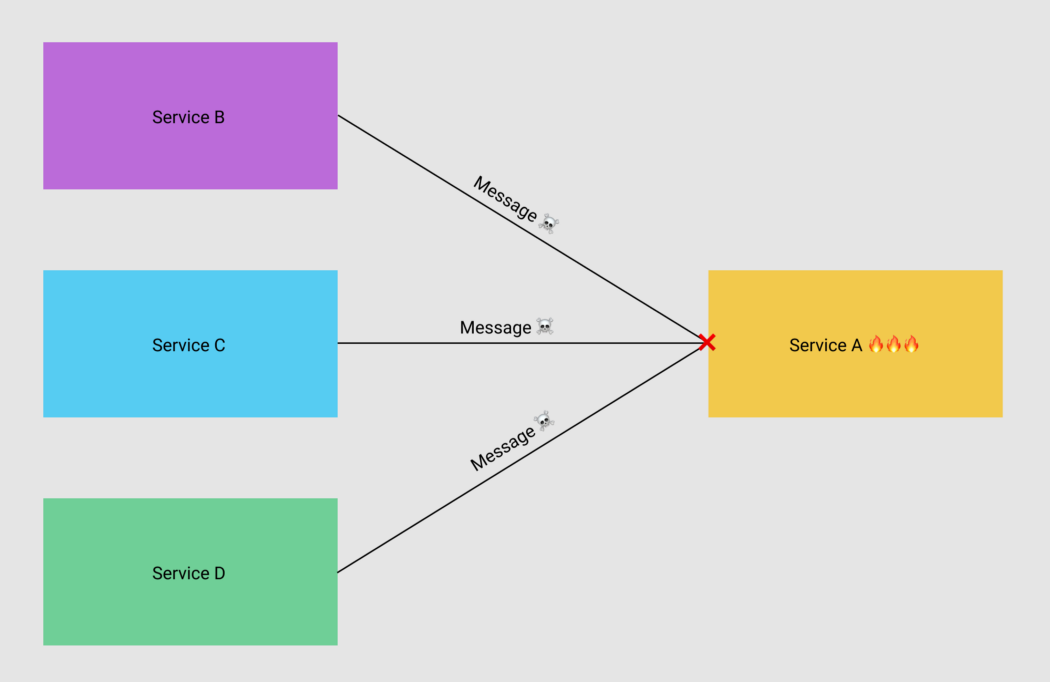 Service B
Message ☠️
Service C
Message ☠️
Service A 🔥🔥🔥
Message ☠️
Service D